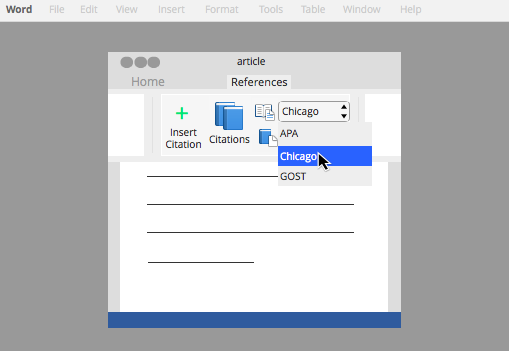 Word File Edit View Insert Format Tools Table Window Help
article
Home References
Insert Citation
Citations
Chicago
APA
Chicago
GOST